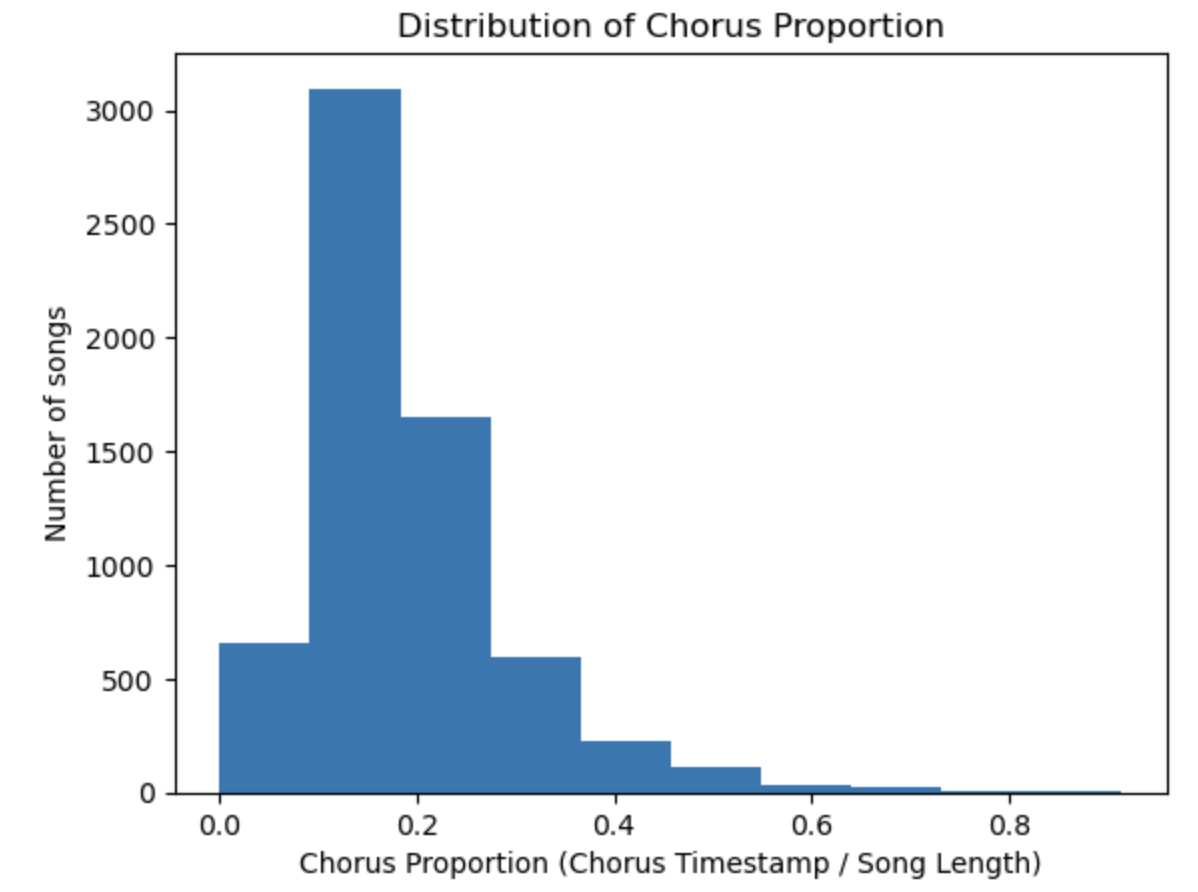 Distribution of Chorus Proportion
Number of songs
3000
2500
2000
1500
1000
500
0
0.0 0.2 0.4 0.6 0.8
Chorus Proportion (Chorus Timestamp / Song Length)